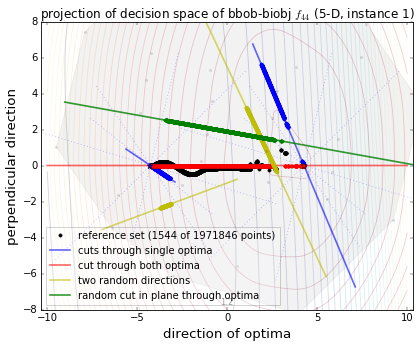 projection of decision space of bbob-biobj f44 (5-D, instance 1)
8
6
4
2
0
−2
−4
−6
−8
perpendicular direction
reference set (1544 of 1971846 points)
cuts through single optima
cut through both optima
two random directions
random cut in plane through optima
−10
−5
0
5
10
direction of optima